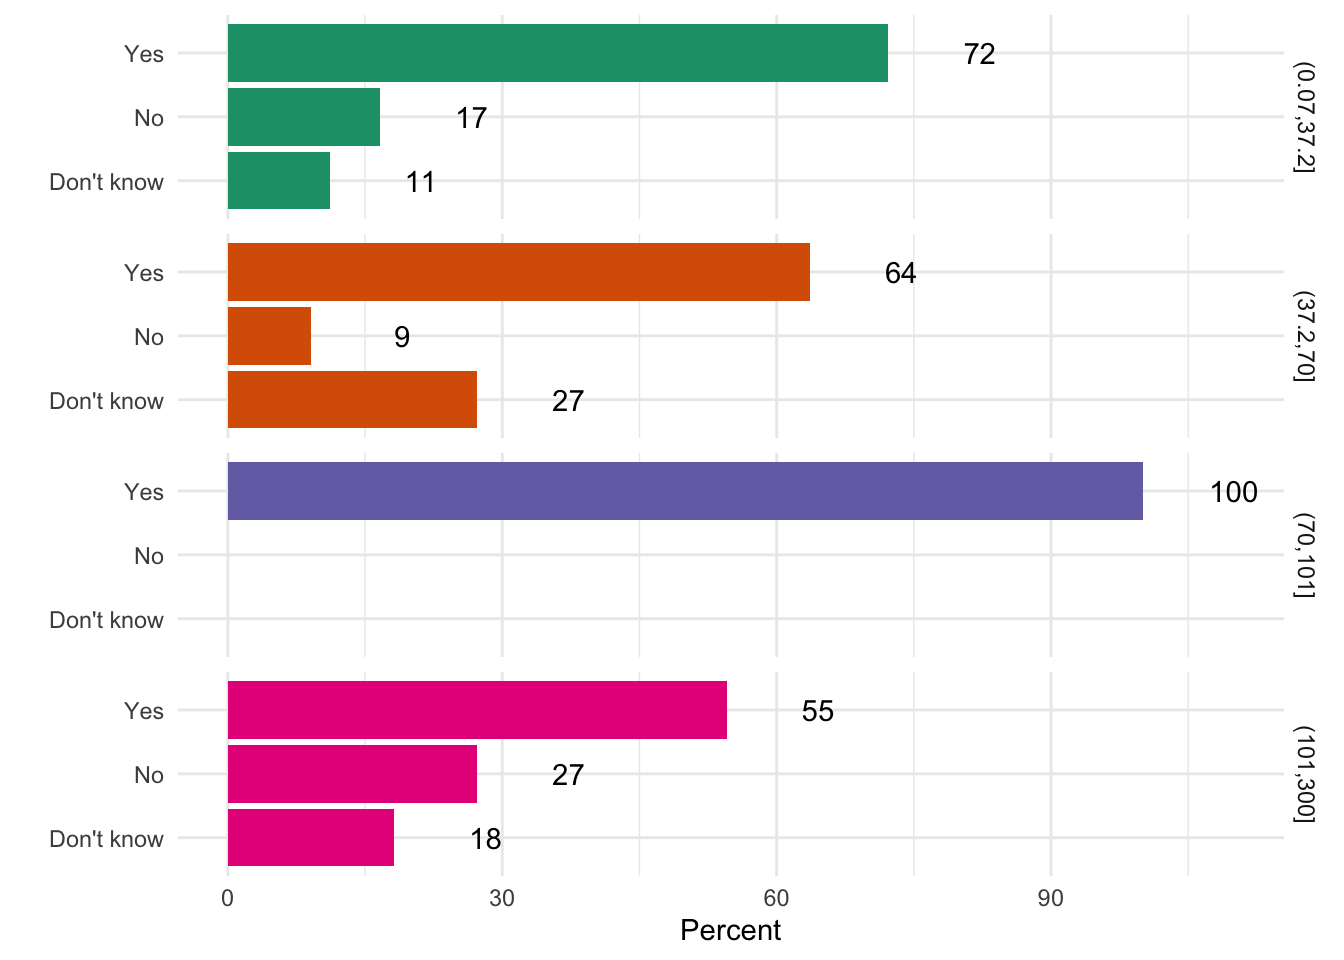 Yes 72
No 17
Don't know 11
(0.07,37.2]
Yes 64
No 9
Don't know 27
(37.2,70]
Yes 100
No
Don't know
(70,101]
Yes 55
No 27
Don't know 18
(101,300]
0 30 60 90
Percent